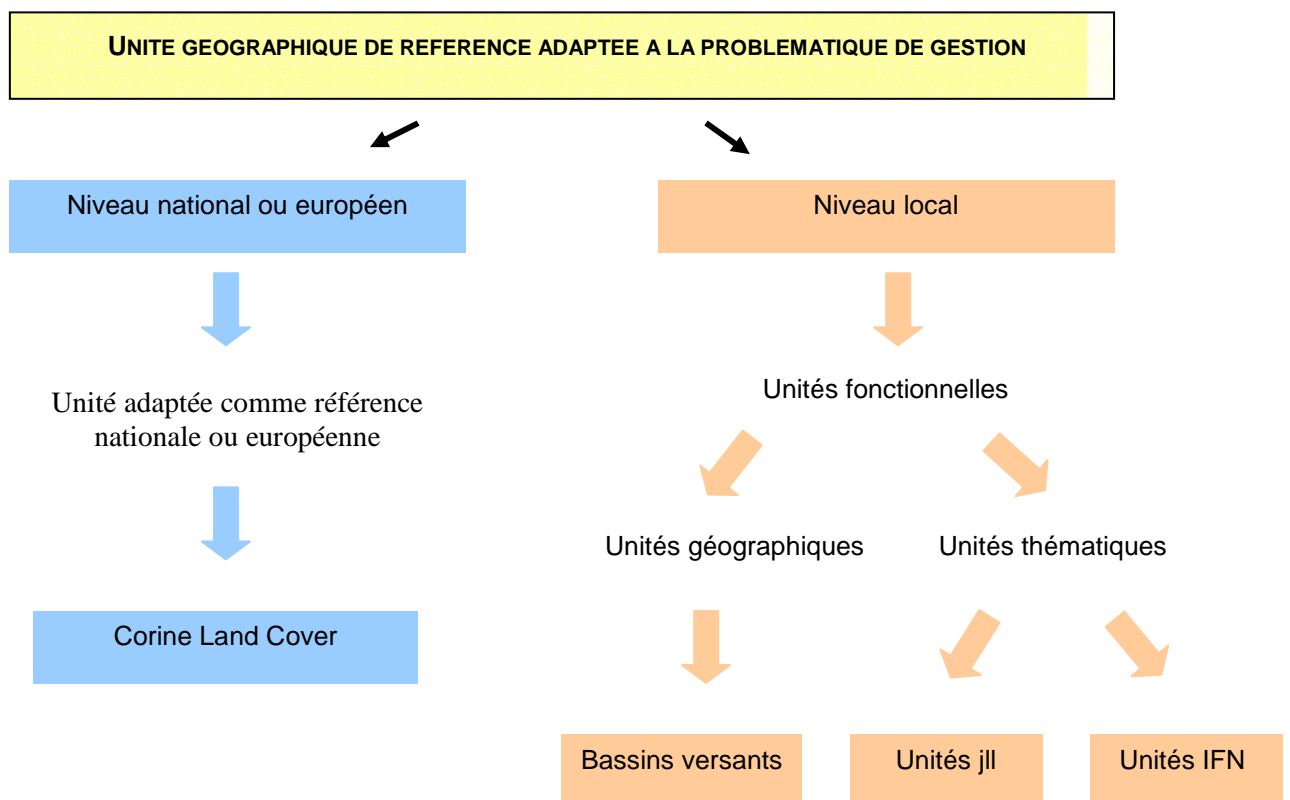 UNITE GEOGRAPHIQUE DE REFERENCE ADAPTEE A LA PROBLEMATIQUE DE GESTION
Niveau national ou européen
Niveau local
Unité adaptée comme référence
nationale ou européenne
Unités fonctionnelles
Unités géographiques
Unités thématiques
Corine Land Cover
Bassins versants
Unités jll
Unités IFN